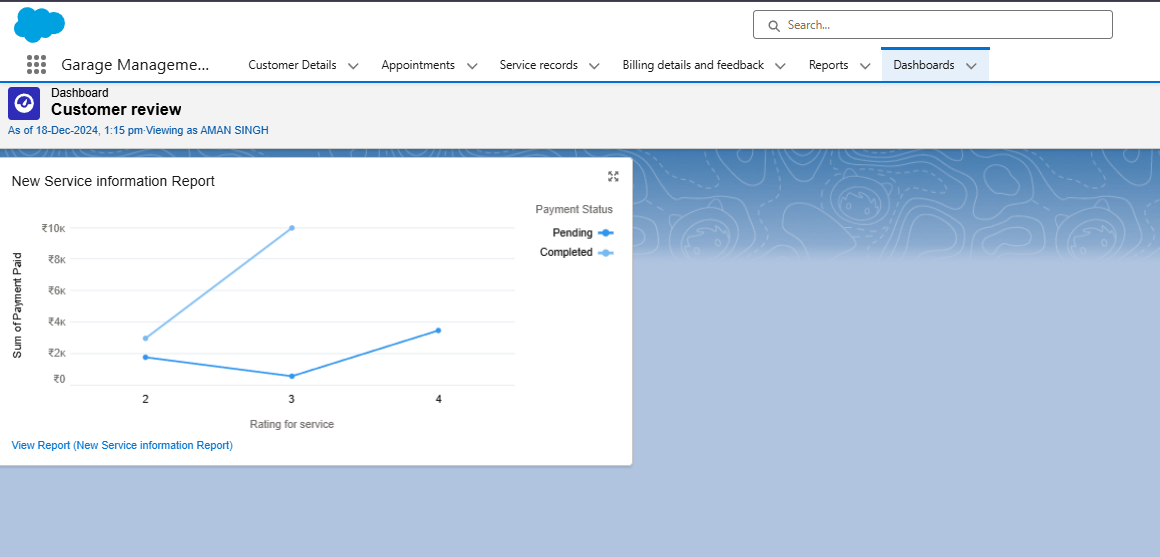 Search...
Garage Manageme...
Customer Details
Appointments
Service records
Billing details and feedback
Reports
Dashboards
Dashboard
Customer review
As of 18-Dec-2024, 1:15 pm·Viewing as AMAN SINGH
New Service information Report
Payment Status
Pending
Completed
Sum of Payment Paid
₹10K
₹8K
₹6K
₹4K
₹2K
₹0
2
3
4
Rating for service
View Report (New Service information Report)